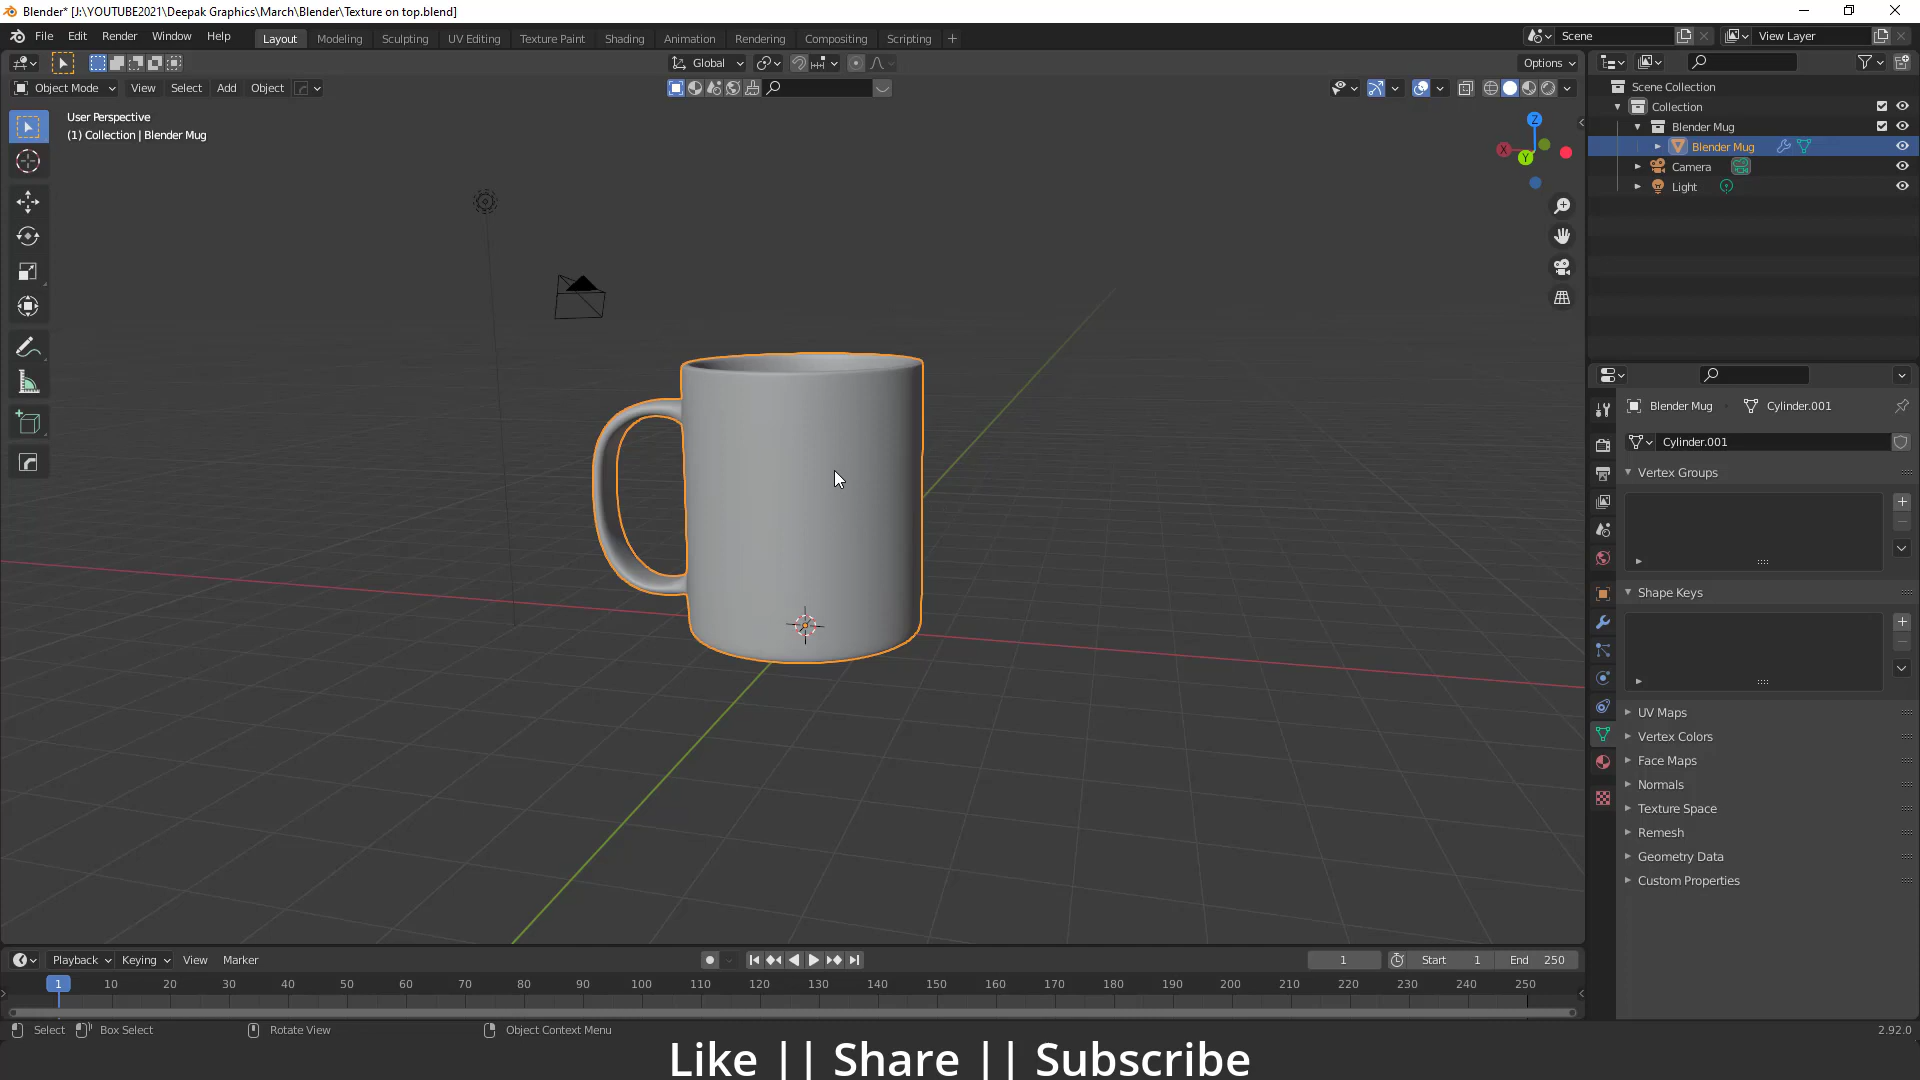 Blender* [J:\YOUTUBE2021\Deepak Graphics\March\Blender\Texture on top.blend]
File Edit Render Window Help Layout Modeling Sculpting UV Editing Texture Paint Shading Animation Rendering Compositing Scripting + Scene View Layer
Global Options
Object Mode View Select Add Object
User Perspective
(1) Collection | Blender Mug
Z
X
Y
Scene Collection
Collection
Blender Mug
Blender Mug
Camera
Light
Blender Mug Cylinder.001
Cylinder.001
Vertex Groups
Shape Keys
UV Maps
Vertex Colors
Face Maps
Normals
Texture Space
Remesh
Geometry Data
Custom Properties
Playback Keying View Marker 1 Start 1 End 250
1 10 20 30 40 50 60 70 80 90 100 110 120 130 140 150 160 170 180 190 200 210 220 230 240 250
Select Box Select Rotate View Object Context Menu 2.92.0
Like || Share || Subscribe